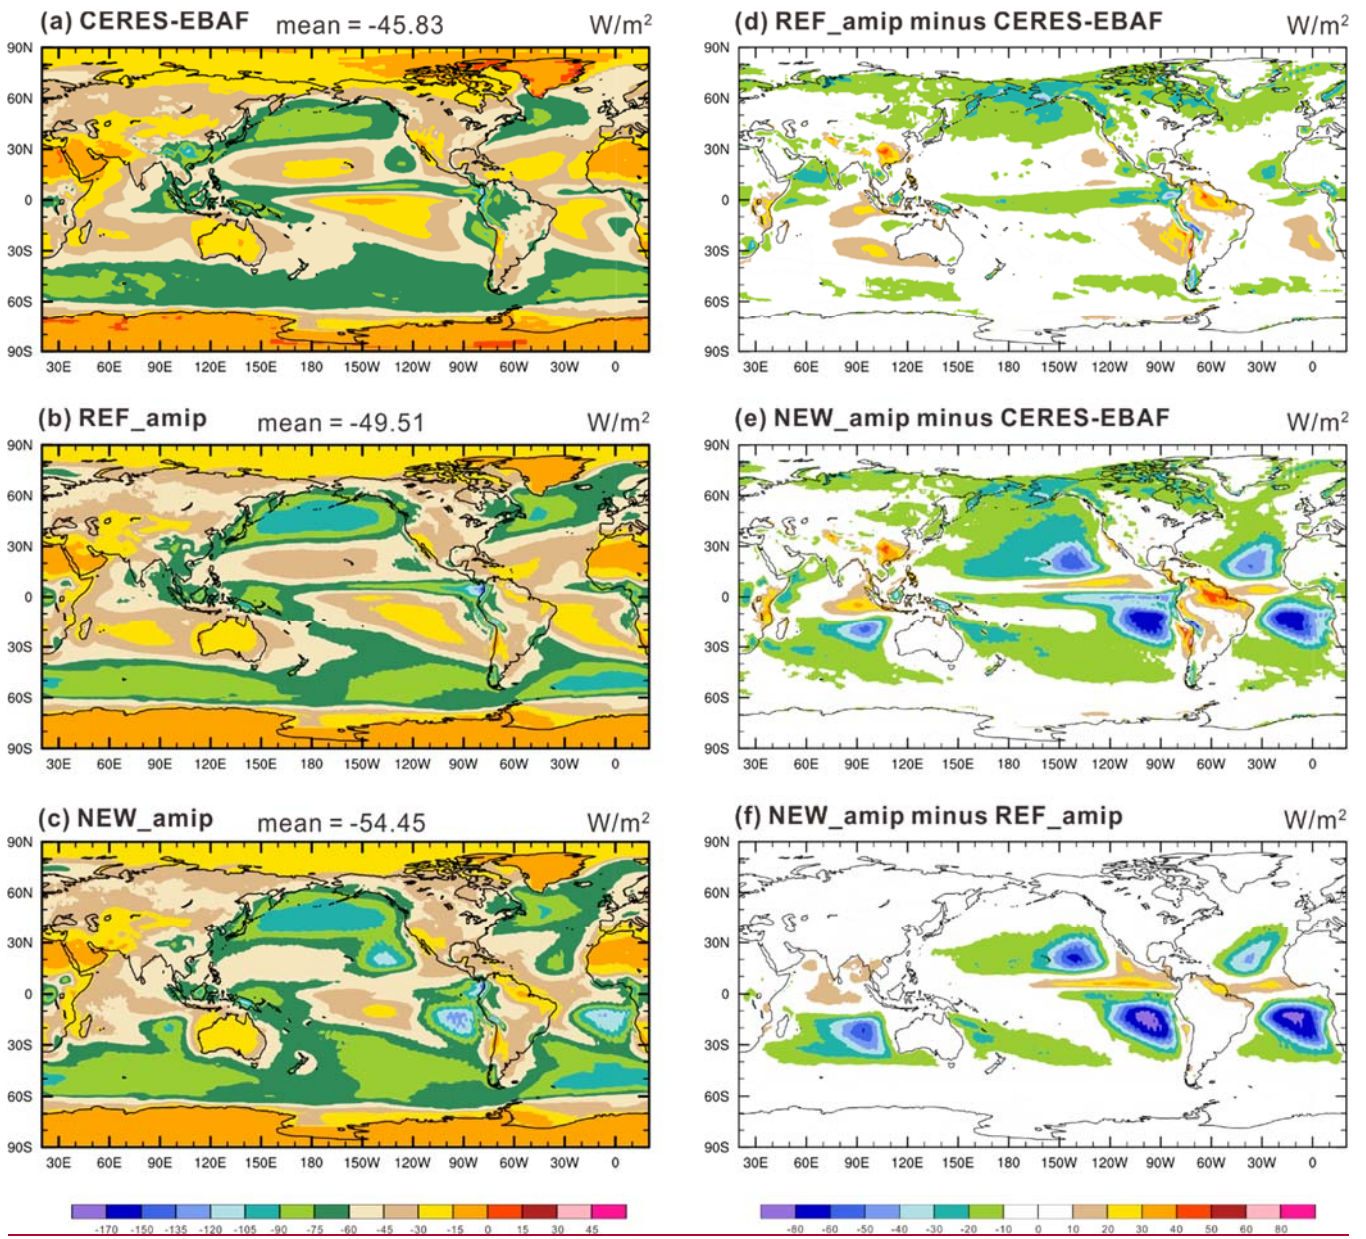 (a) CERES-EBAF mean = -45.83 W/m²
90N
60N
30N
0
30S
60S
90S
30E 60E 90E 120E 150E 180 150W 120W 90W 60W 30W 0
(d) REF_amip minus CERES-EBAF W/m²
90N
60N
30N
0
30S
60S
90S
30E 60E 90E 120E 150E 180 150W 120W 90W 60W 30W 0
(b) REF_amip mean = -49.51 W/m²
90N
60N
30N
0
30S
60S
90S
30E 60E 90E 120E 150E 180 150W 120W 90W 60W 30W 0
(e) NEW_amip minus CERES-EBAF W/m²
90N
60N
30N
0
30S
60S
90S
30E 60E 90E 120E 150E 180 150W 120W 90W 60W 30W 0
(c) NEW_amip mean = -54.45 W/m²
90N
60N
30N
0
30S
60S
90S
30E 60E 90E 120E 150E 180 150W 120W 90W 60W 30W 0
(f) NEW_amip minus REF_amip W/m²
90N
60N
30N
0
30S
60S
90S
30E 60E 90E 120E 150E 180 150W 120W 90W 60W 30W 0
-170 -150 -135 -120 -105 -90 -75 -60 -45 -30 -15 0 15 30 45
-80 -60 -50 -40 -30 -20 -10 0 10 20 30 40 50 60 80